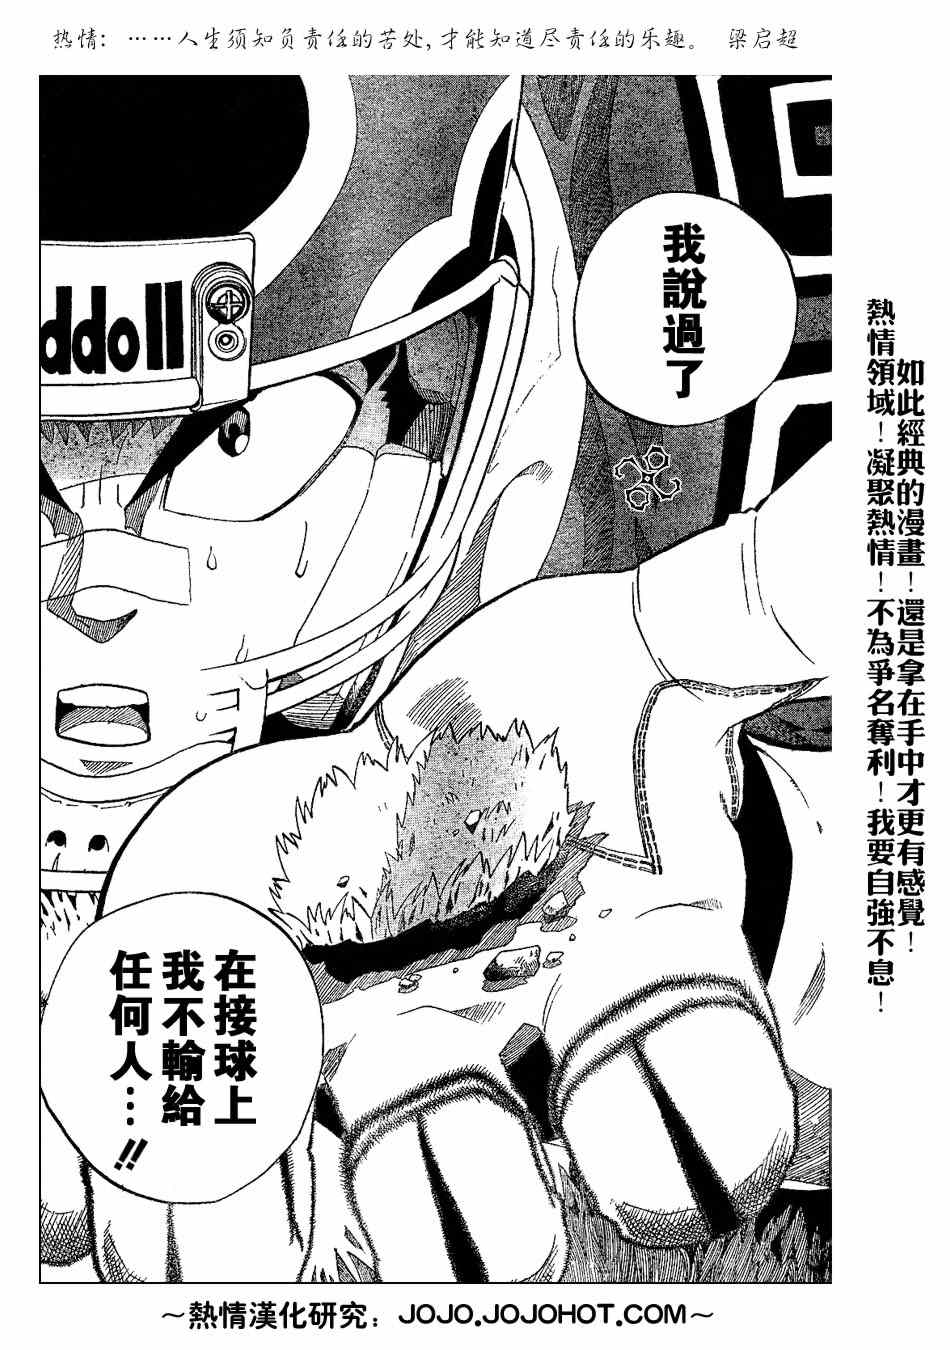 热情: ……人生须知负责任的苦处,才能知道尽责任的乐趣。 梁启超
我說過了
ddoll
如此經典的漫畫!還是拿在手中才更有感覺!
熱情領域!凝聚熱情!不為爭名奪利!我要自強不息!
在接球上
我不輸給
任何人…!!
~熱情漢化研究: JOJO.JOJOHOT.COM~